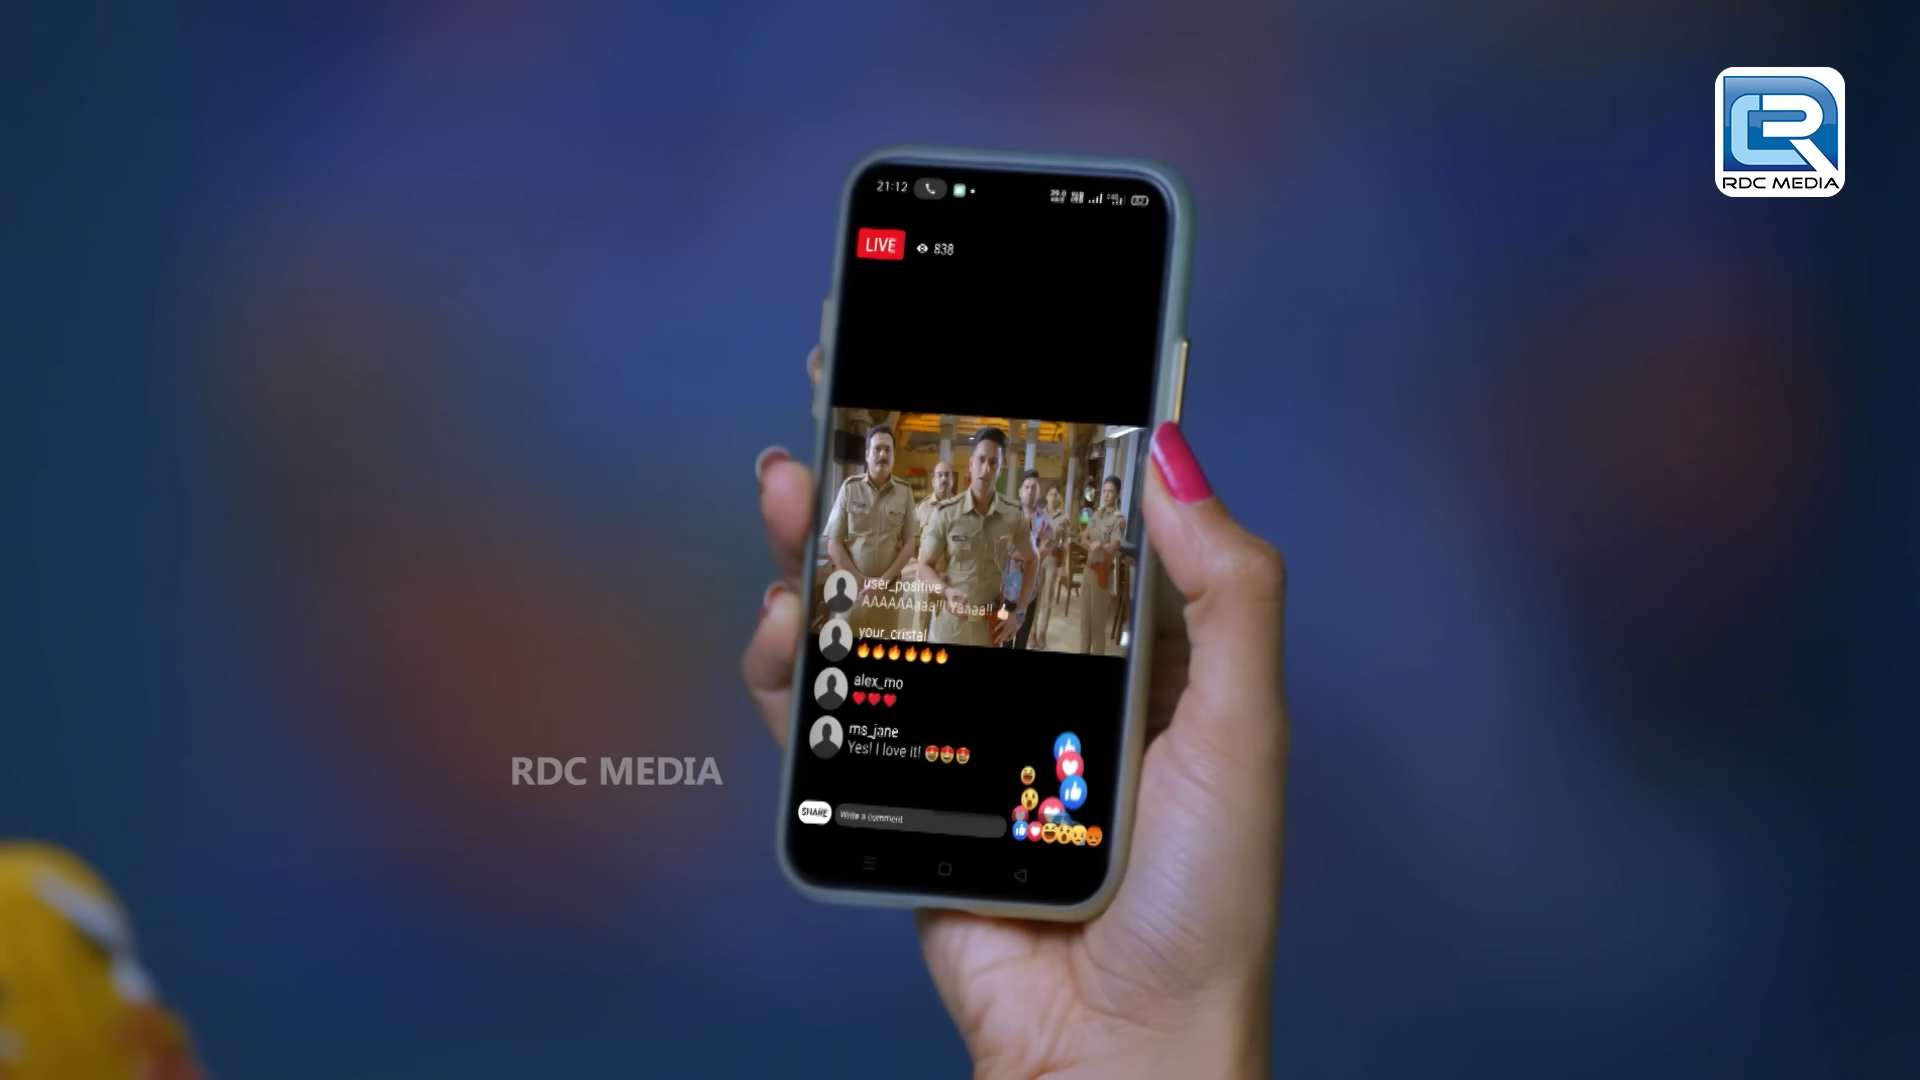 RDC MEDIA
21:12
LIVE 838
user_positive
AAAAAAaaa!!! Yahaa!! 👍
your_cristal
🔥🔥🔥🔥🔥🔥
alex_mo
❤️❤️❤️
ms_jane
Yes! I love it! 😍😍😍
RDC MEDIA
SHARE Write a comment